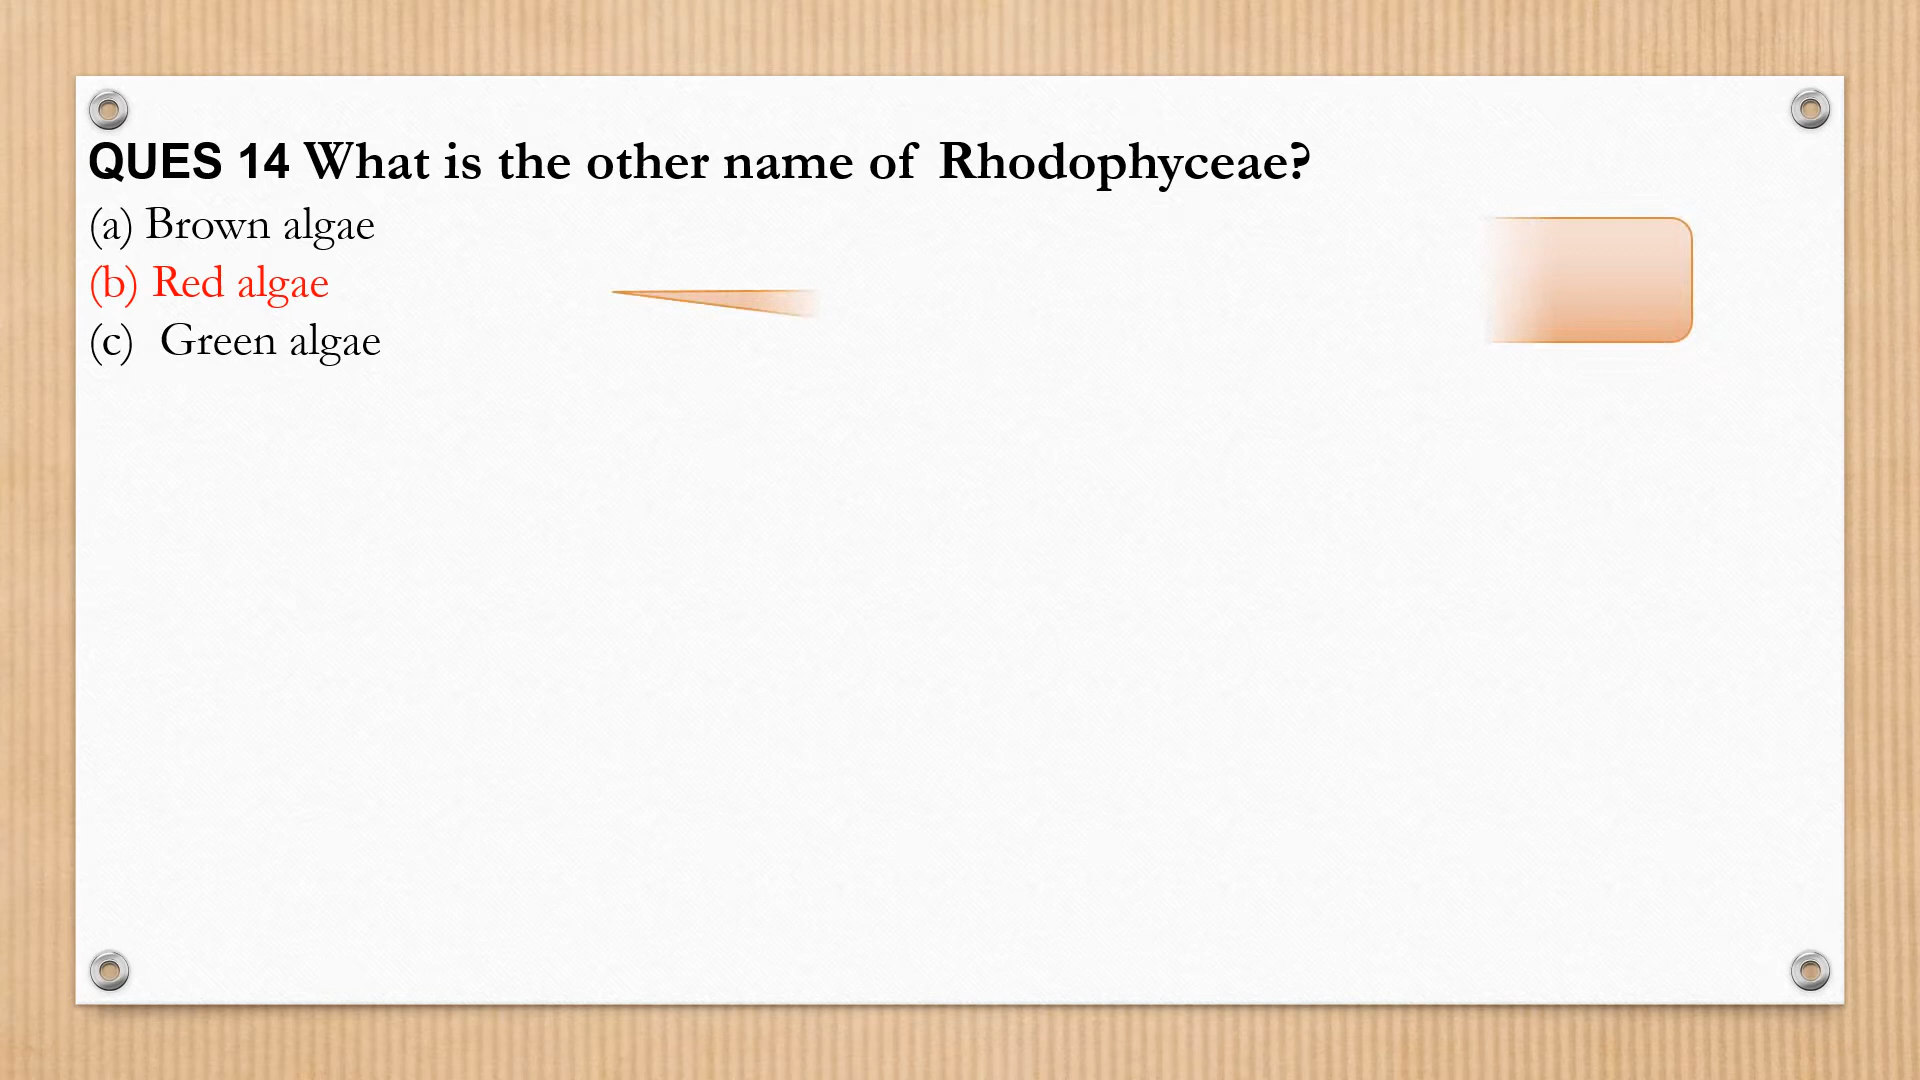 QUES 14 What is the other name of Rhodophyceae?
(a) Brown algae
(b) Red algae
(c) Green algae